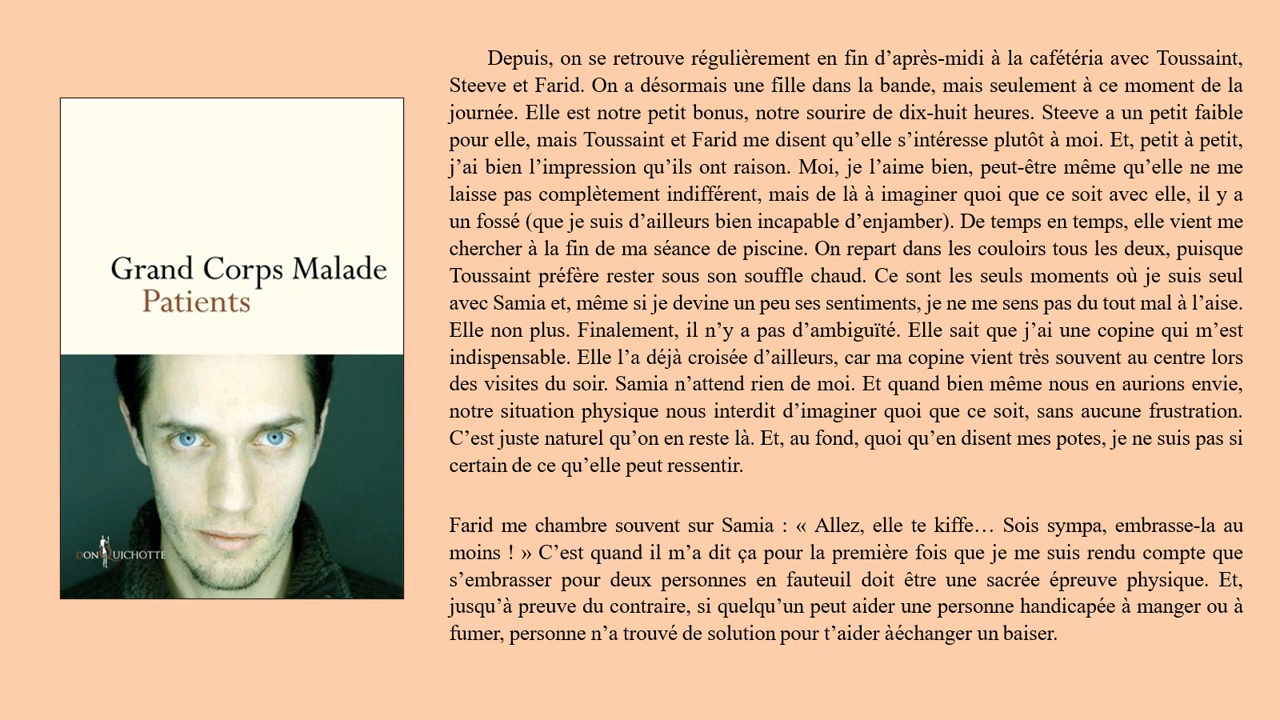 Grand Corps Malade
Patients
DON QUICHOTTE
Depuis, on se retrouve régulièrement en fin d’après-midi à la cafétéria avec Toussaint,
Steeve et Farid. On a désormais une fille dans la bande, mais seulement à ce moment de la
journée. Elle est notre petit bonus, notre sourire de dix-huit heures. Steeve a un petit faible
pour elle, mais Toussaint et Farid me disent qu’elle s’intéresse plutôt à moi. Et, petit à petit,
j’ai bien l’impression qu’ils ont raison. Moi, je l’aime bien, peut-être même qu’elle ne me
laisse pas complètement indifférent, mais de là à imaginer quoi que ce soit avec elle, il y a
un fossé (que je suis d’ailleurs bien incapable d’enjamber). De temps en temps, elle vient me
chercher à la fin de ma séance de piscine. On repart dans les couloirs tous les deux, puisque
Toussaint préfère rester sous son souffle chaud. Ce sont les seuls moments où je suis seul
avec Samia et, même si je devine un peu ses sentiments, je ne me sens pas du tout mal à l’aise.
Elle non plus. Finalement, il n’y a pas d’ambiguïté. Elle sait que j’ai une copine qui m’est
indispensable. Elle l’a déjà croisée d’ailleurs, car ma copine vient très souvent au centre lors
des visites du soir. Samia n’attend rien de moi. Et quand bien même nous en aurions envie,
notre situation physique nous interdit d’imaginer quoi que ce soit, sans aucune frustration.
C’est juste naturel qu’on en reste là. Et, au fond, quoi qu’en disent mes potes, je ne suis pas si
certain de ce qu’elle peut ressentir.
Farid me chambre souvent sur Samia : « Allez, elle te kiffe… Sois sympa, embrasse-la au
moins ! » C’est quand il m’a dit ça pour la première fois que je me suis rendu compte que
s’embrasser pour deux personnes en fauteuil doit être une sacrée épreuve physique. Et,
jusqu’à preuve du contraire, si quelqu’un peut aider une personne handicapée à manger ou à
fumer, personne n’a trouvé de solution pour t’aider àéchanger un baiser.